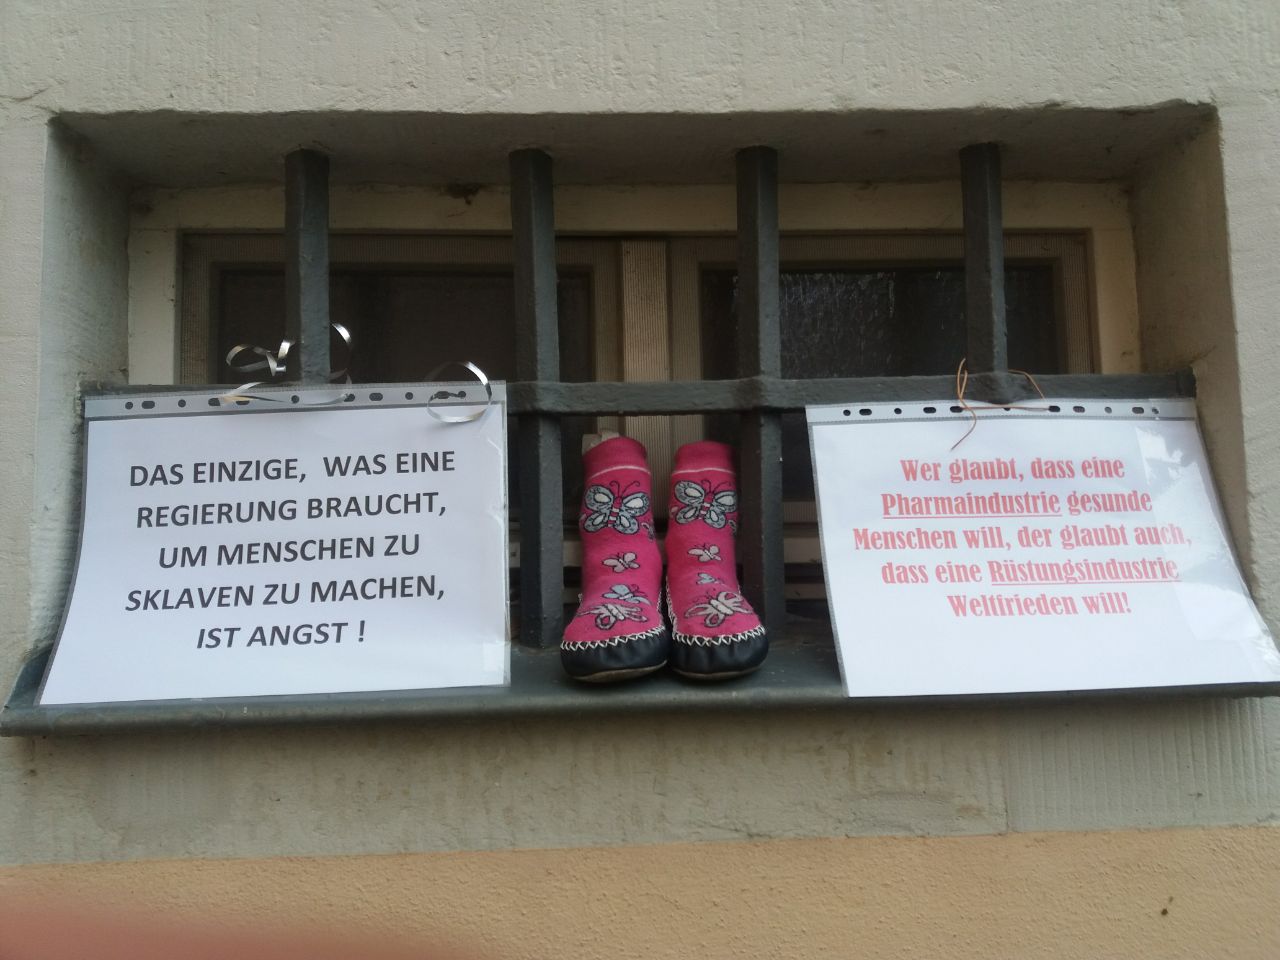 DAS EINZIGE, WAS EINE
REGIERUNG BRAUCHT,
UM MENSCHEN ZU
SKLAVEN ZU MACHEN,
IST ANGST !
Wer glaubt, dass eine
Pharmaindustrie gesunde
Menschen will, der glaubt auch,
dass eine Rüstungsindustrie
Weltfrieden will!